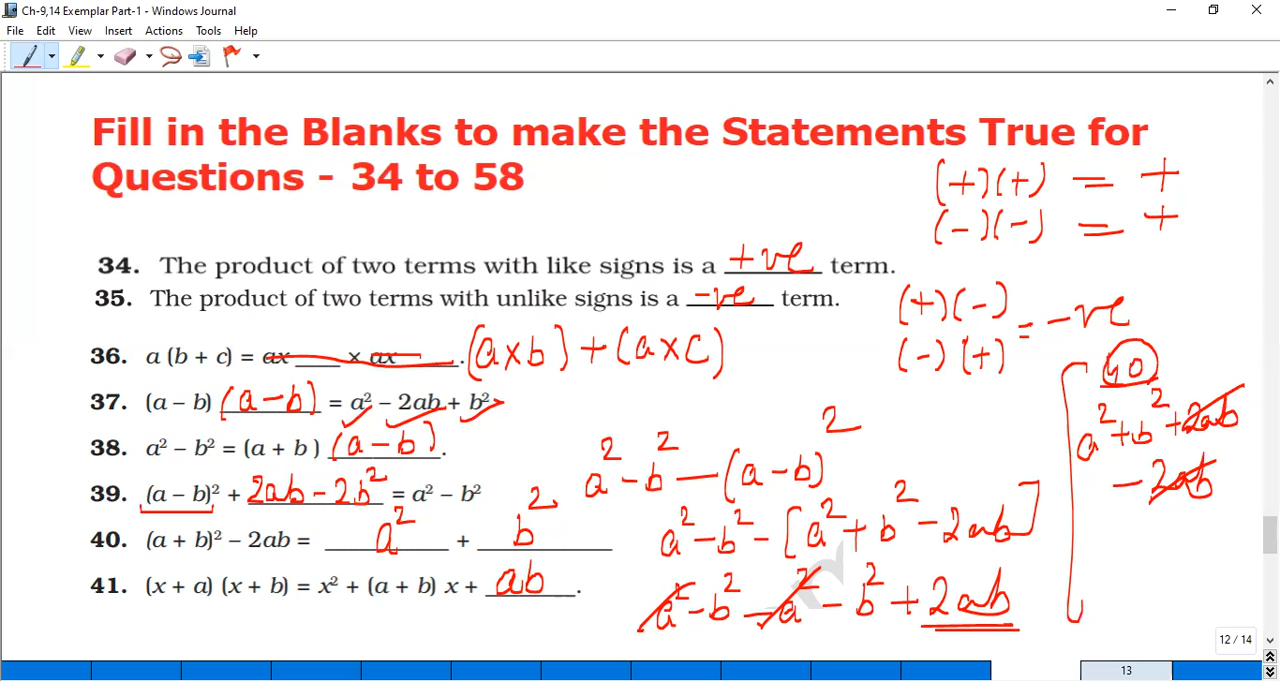 Ch-9,14 Exemplar Part-1 - Windows Journal
File Edit View Insert Actions Tools Help
Fill in the Blanks to make the Statements True for
Questions - 34 to 58
(+)(+) = +
(-)(-) = +
34. The product of two terms with like signs is a +ve term.
35. The product of two terms with unlike signs is a -ve term.
(+)(-)
(-)(+)
= -ve
36. a (b + c) = ax ____ × ax ____. (a×b) + (a×c)
37. (a – b) (a-b) = a² – 2ab + b²
38. a² – b² = (a + b) (a-b).
39. (a – b)² + 2ab - 2b² = a² – b²
40. (a + b)² – 2ab = a² + b²
41. (x + a) (x + b) = x² + (a + b) x + ab.
a² - b² - (a-b)²
a² - b² - [a² + b² - 2ab]
a² - b² - a² - b² + 2ab
40
a² + b² + 2ab
- 2ab
12 / 14
13